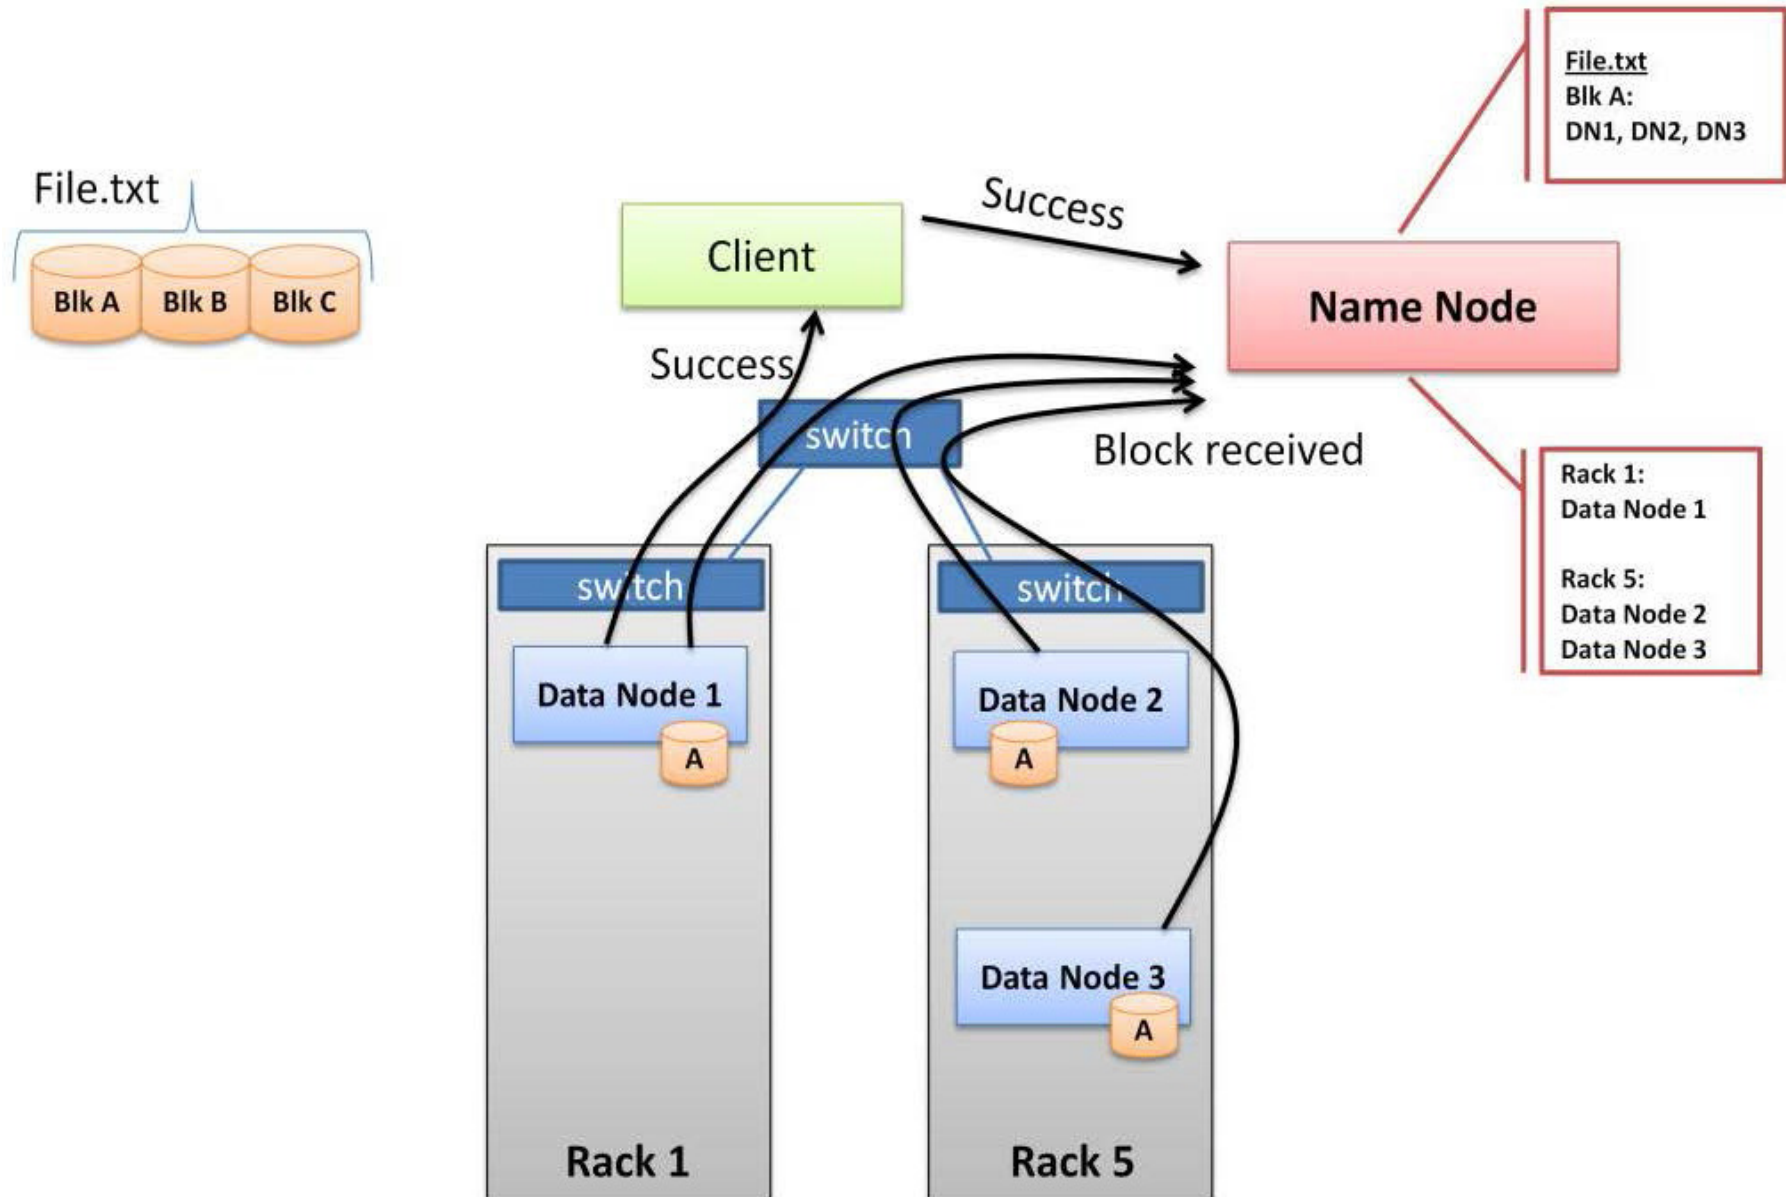 File.txt
Blk A:
DN1, DN2, DN3
File.txt
Blk A Blk B Blk C
Client
Success
Name Node
Success
switch
Block received
Rack 1:
Data Node 1
Rack 5:
Data Node 2
Data Node 3
switch
switch
Data Node 1
A
Data Node 2
A
Data Node 3
A
Rack 1
Rack 5